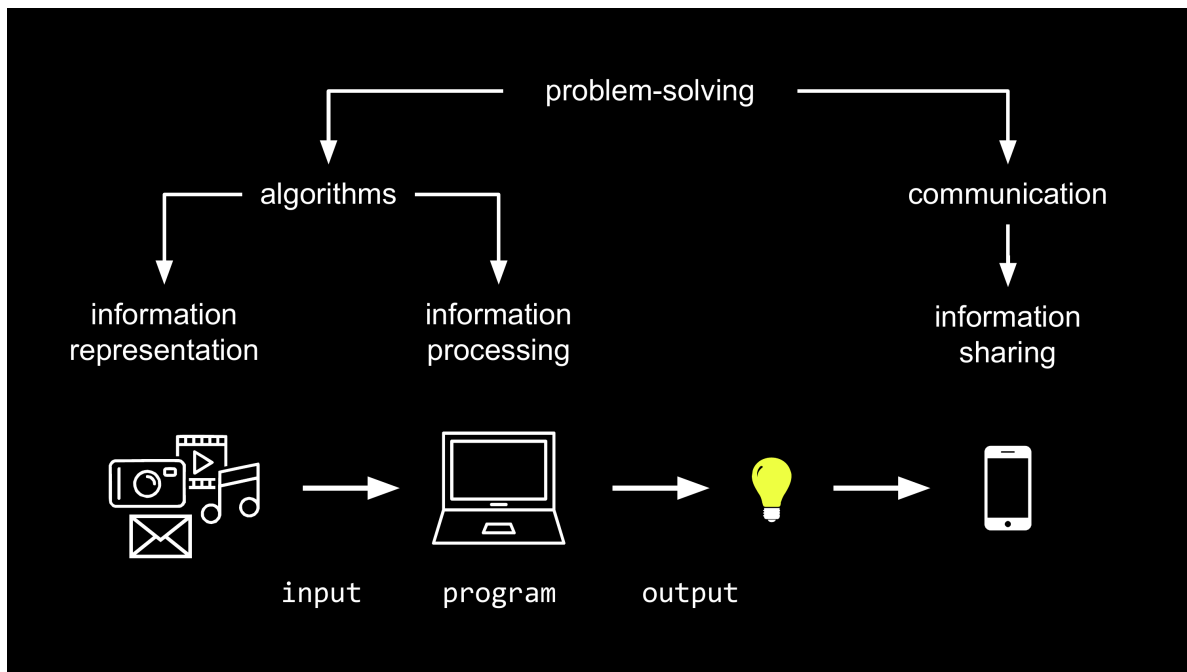 problem-solving
algorithms
communication
information
representation
information
processing
information
sharing
input
program
output